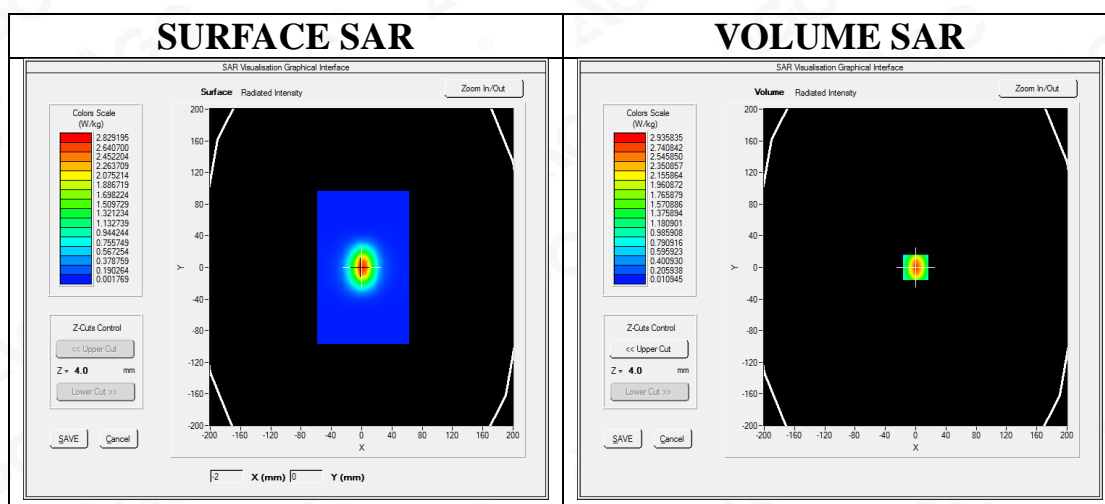 SURFACE SAR
VOLUME SAR
SAR Visualisation Graphical Interface
Surface Radiated Intensity
Zoom In/Out
Colors Scale
(W/kg)
2.829195
2.640700
2.452204
2.263709
2.075214
1.886719
1.698224
1.509729
1.321234
1.132739
0.944244
0.755749
0.567254
0.378759
0.190264
0.001769
200
160
120
80
40
0
-40
-80
-120
-160
-200
Y
-200 -160 -120 -80 -40 0 40 80 120 160 200
X
Z-Cuts Control
<< Upper Cut
Z = 4.0 mm
Lower Cut >>
SAVE Cancel
-2 X (mm) 0 Y (mm)
SAR Visualisation Graphical Interface
Volume Radiated Intensity
Zoom In/Out
Colors Scale
(W/kg)
2.935835
2.740842
2.545850
2.350857
2.155864
1.960872
1.765879
1.570886
1.375894
1.180901
0.985908
0.790916
0.595923
0.400930
0.205938
0.010945
200
160
120
80
40
0
-40
-80
-120
-160
-200
Y
-200 -160 -120 -80 -40 0 40 80 120 160 200
X
Z-Cuts Control
<< Upper Cut
Z = 4.0 mm
Lower Cut >>
SAVE Cancel